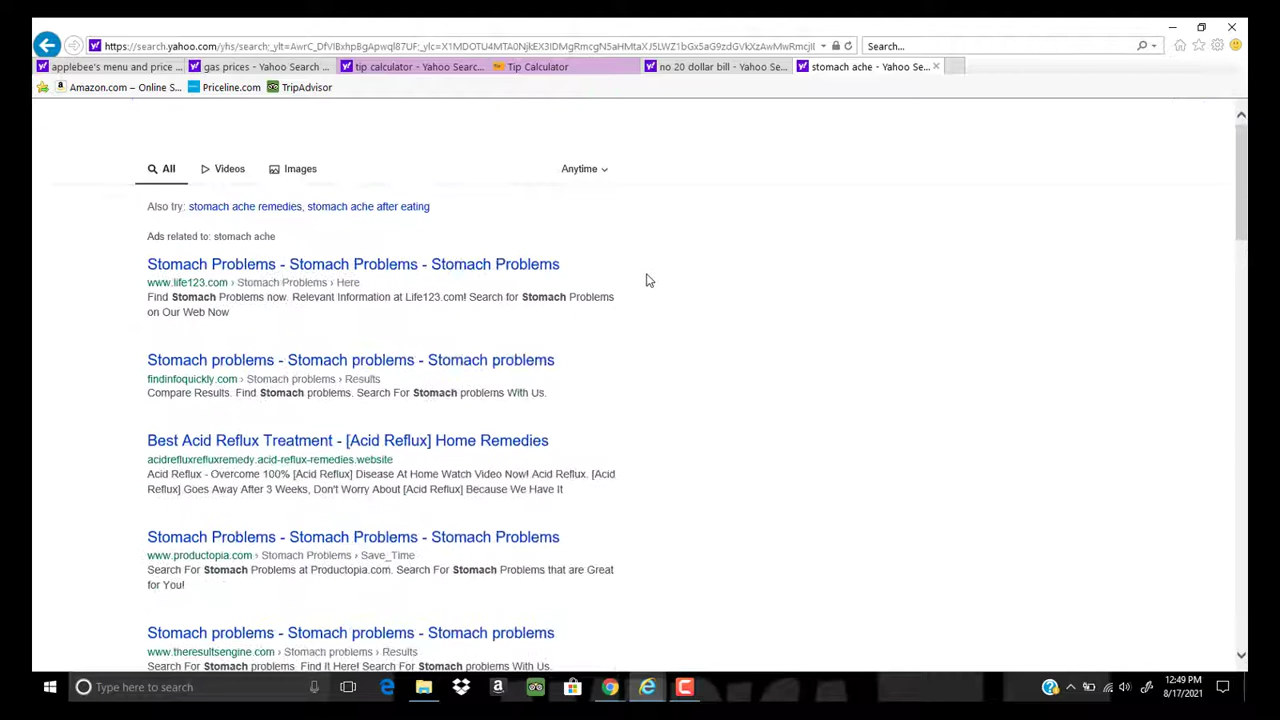 https://search.yahoo.com/yhs/search;_ylt=AwrC_DfVIBxhpBgApwql87UF;_ylc=X1MDOTU4MTA0NjkEX3IDMgRmcgN5aHMtaXJ5LWZ1bGx5aG9zdGVkXzAwMwRmcjI
Search...
applebee's menu and price ...
gas prices - Yahoo Search ...
tip calculator - Yahoo Searc...
Tip Calculator
no 20 dollar bill - Yahoo Se...
stomach ache - Yahoo Se...
Amazon.com – Online S...
Priceline.com
TripAdvisor
All
Videos
Images
Anytime
Also try: stomach ache remedies, stomach ache after eating
Ads related to: stomach ache
Stomach Problems - Stomach Problems - Stomach Problems
www.life123.com › Stomach Problems › Here
Find Stomach Problems now. Relevant Information at Life123.com! Search for Stomach Problems
on Our Web Now
Stomach problems - Stomach problems - Stomach problems
findinfoquickly.com › Stomach problems › Results
Compare Results. Find Stomach problems. Search For Stomach problems With Us.
Best Acid Reflux Treatment - [Acid Reflux] Home Remedies
acidrefluxrefluxremedy.acid-reflux-remedies.website
Acid Reflux - Overcome 100% [Acid Reflux] Disease At Home Watch Video Now! Acid Reflux. [Acid
Reflux] Goes Away After 3 Weeks, Don't Worry About [Acid Reflux] Because We Have It
Stomach Problems - Stomach Problems - Stomach Problems
www.productopia.com › Stomach Problems › Save_Time
Search For Stomach Problems at Productopia.com. Search For Stomach Problems that are Great
for You!
Stomach problems - Stomach problems - Stomach problems
www.theresultsengine.com › Stomach problems › Results
Search For Stomach problems. Find It Here! Search For Stomach problems With Us.
Type here to search
12:49 PM
8/17/2021